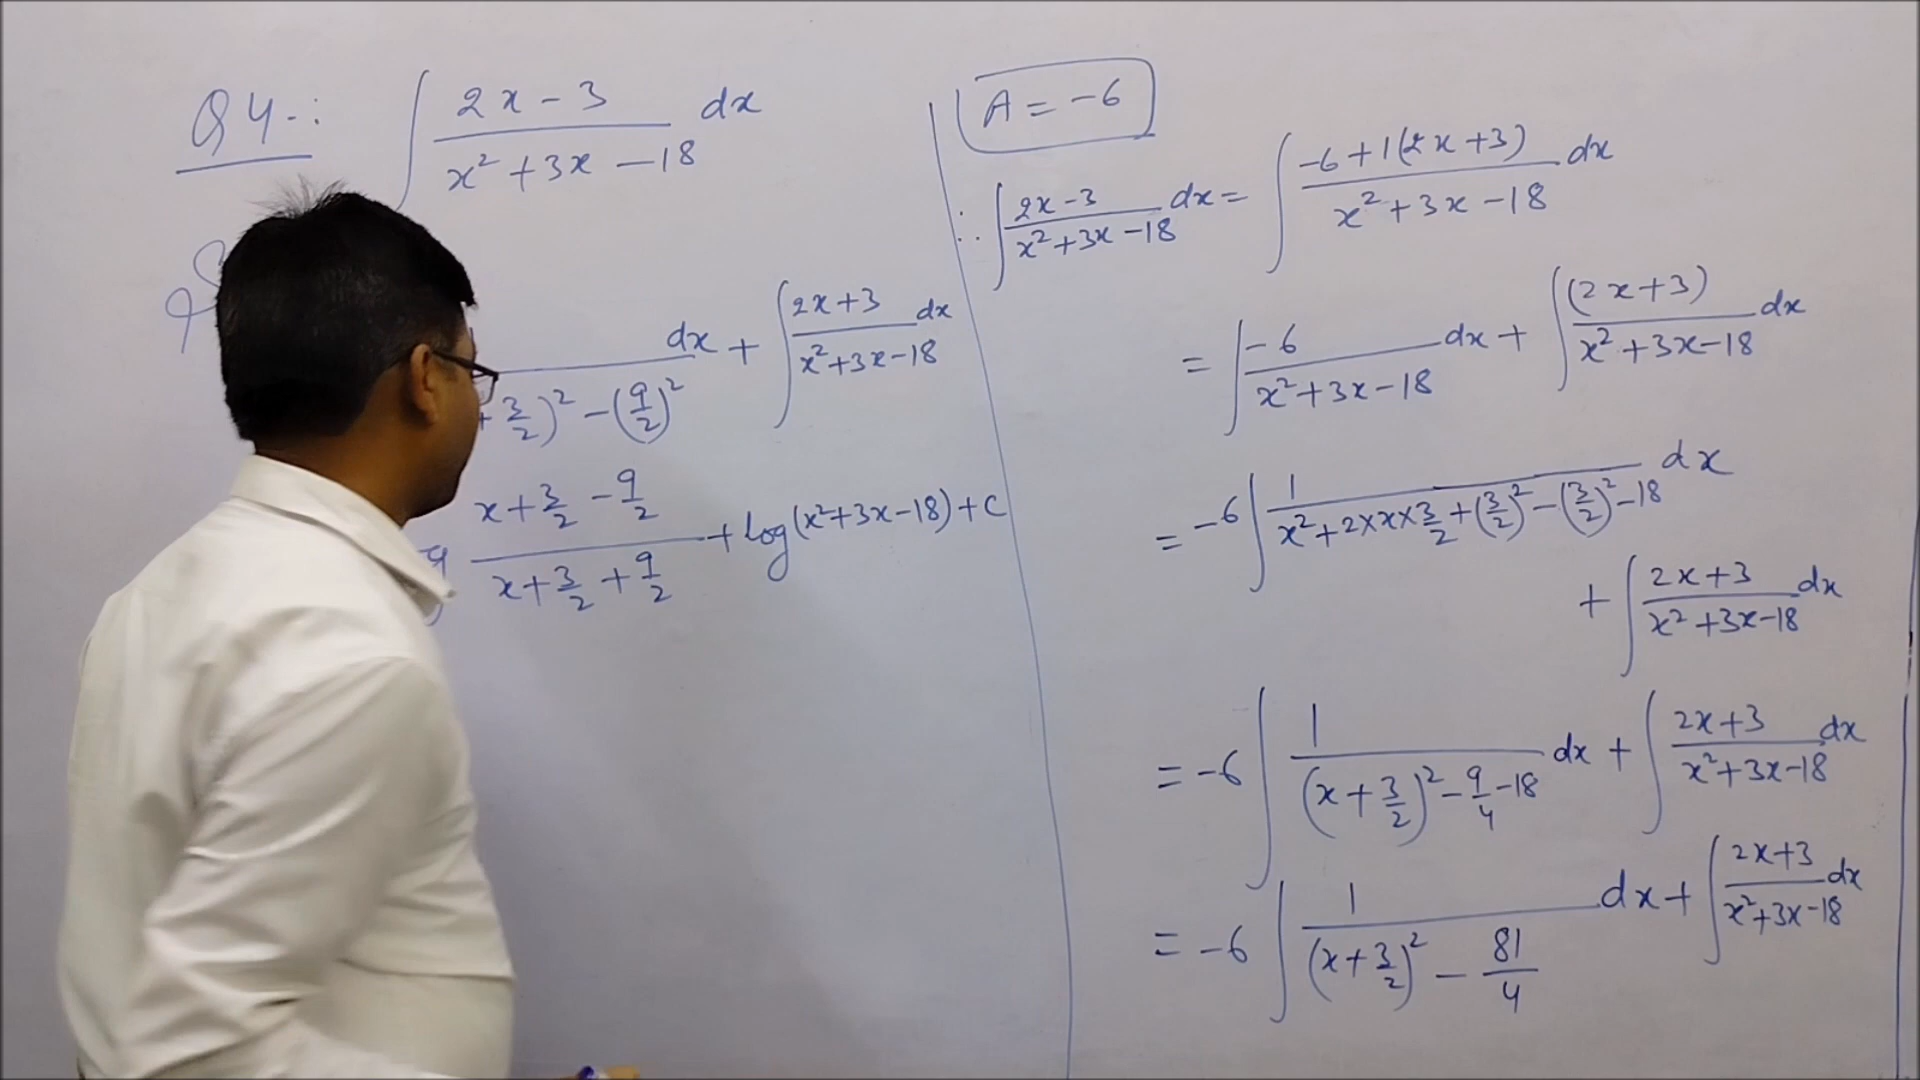 Q4-: ∫ (2x - 3)/(x² + 3x - 18) dx
dx + ∫ (2x+3)/(x²+3x-18) dx
3/2)² - (9/2)²
(x + 3/2 - 9/2)/(x + 3/2 + 9/2) + log(x²+3x-18) + c
A = -6
∴ ∫ (2x-3)/(x²+3x-18) dx = ∫ (-6+1(2x+3))/(x²+3x-18) dx
= ∫ -6/(x²+3x-18) dx + ∫ (2x+3)/(x²+3x-18) dx
= -6 ∫ 1/(x²+2×x×3/2+(3/2)²-(3/2)²-18) dx
+ ∫ (2x+3)/(x²+3x-18) dx
= -6 ∫ 1/((x+3/2)²-9/4-18) dx + ∫ (2x+3)/(x²+3x-18) dx
= -6 ∫ 1/((x+3/2)² - 81/4) dx + ∫ (2x+3)/(x²+3x-18) dx